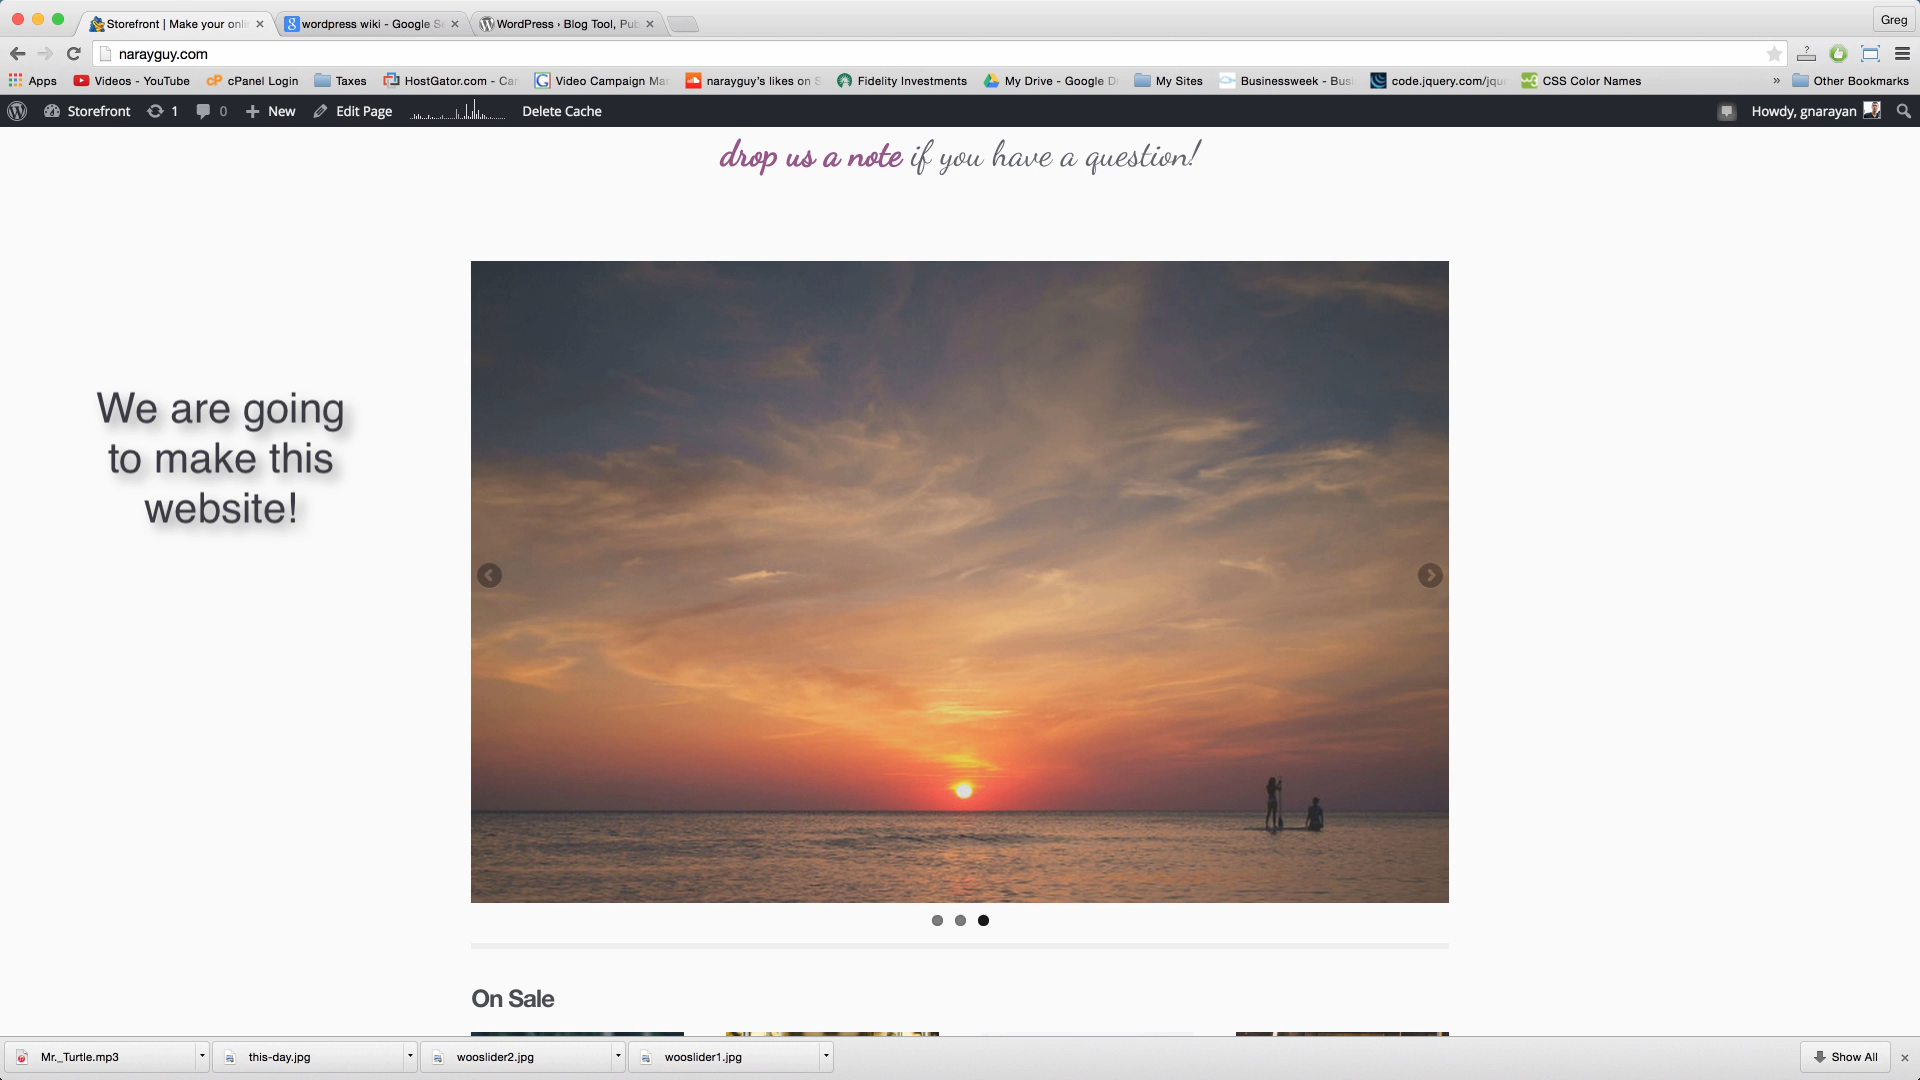 Storefront | Make your onli
wordpress wiki - Google Se
WordPress › Blog Tool, Pub
Greg
narayguy.com
Apps
Videos - YouTube
cPanel Login
Taxes
HostGator.com - Car
Video Campaign Man
narayguy's likes on S
Fidelity Investments
My Drive - Google Dr
My Sites
Businessweek - Busi
code.jquery.com/jqu
CSS Color Names
»
Other Bookmarks
Storefront
1
0
New
Edit Page
Delete Cache
Howdy, gnarayan
drop us a note if you have a question!
We are going
to make this
website!
On Sale
Mr._Turtle.mp3
this-day.jpg
wooslider2.jpg
wooslider1.jpg
Show All